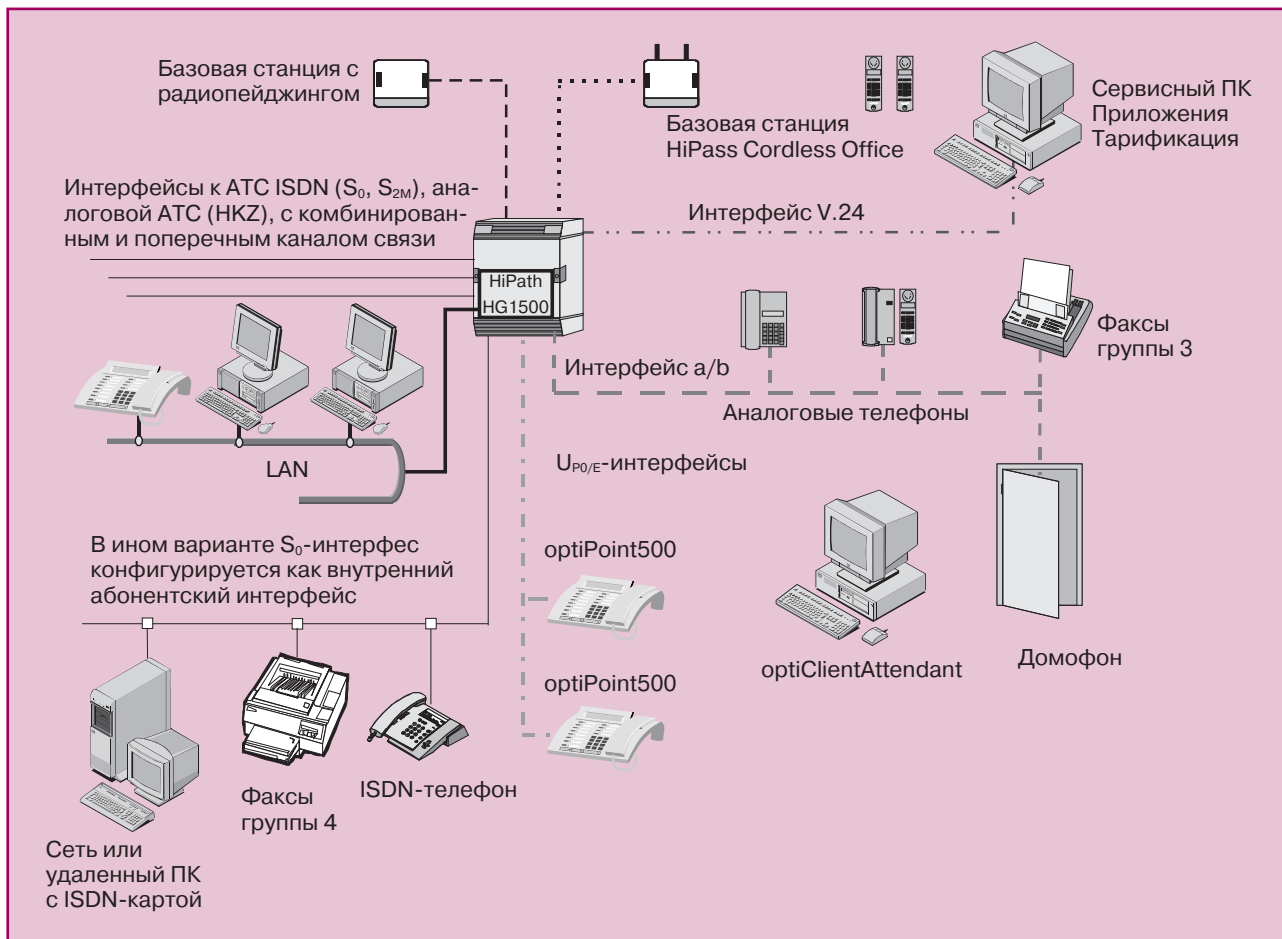 Базовая станция с
радиопейджингом
Базовая станция
HiPass Cordless Office
Сервисный ПК
Приложения
Тарификация
Интерфейсы к АТС ISDN (S₀, S₂ₘ), ана-
логовой АТС (HKZ), с комбинирован-
ным и поперечным каналом связи
Интерфейс V.24
HiPath
HG1500
Факсы
группы 3
Интерфейс a/b
Аналоговые телефоны
LAN
U_P0/E-интерфейсы
В ином варианте S₀-интерфес
конфигурируется как внутренний
абонентский интерфейс
optiPoint500
optiClientAttendant
Домофон
optiPoint500
Факсы
группы 4
ISDN-телефон
Сеть или
удаленный ПК
с ISDN-картой